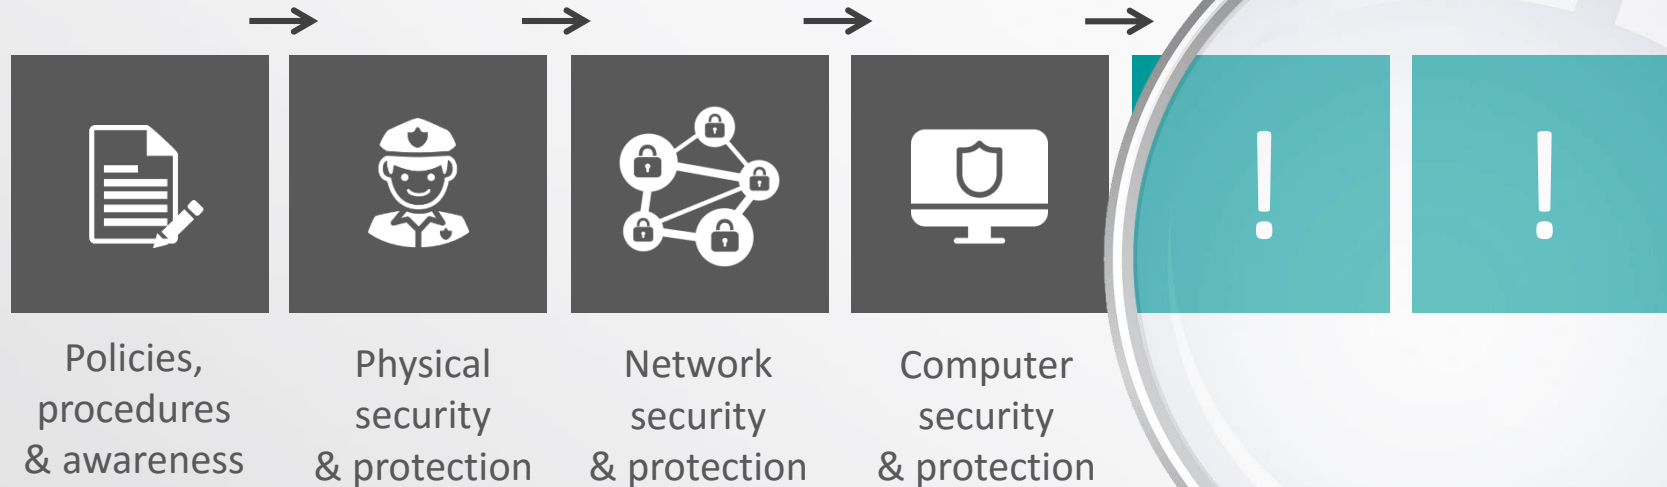 Policies,
procedures
& awareness
Physical
security
& protection
Network
security
& protection
Computer
security
& protection
!
!